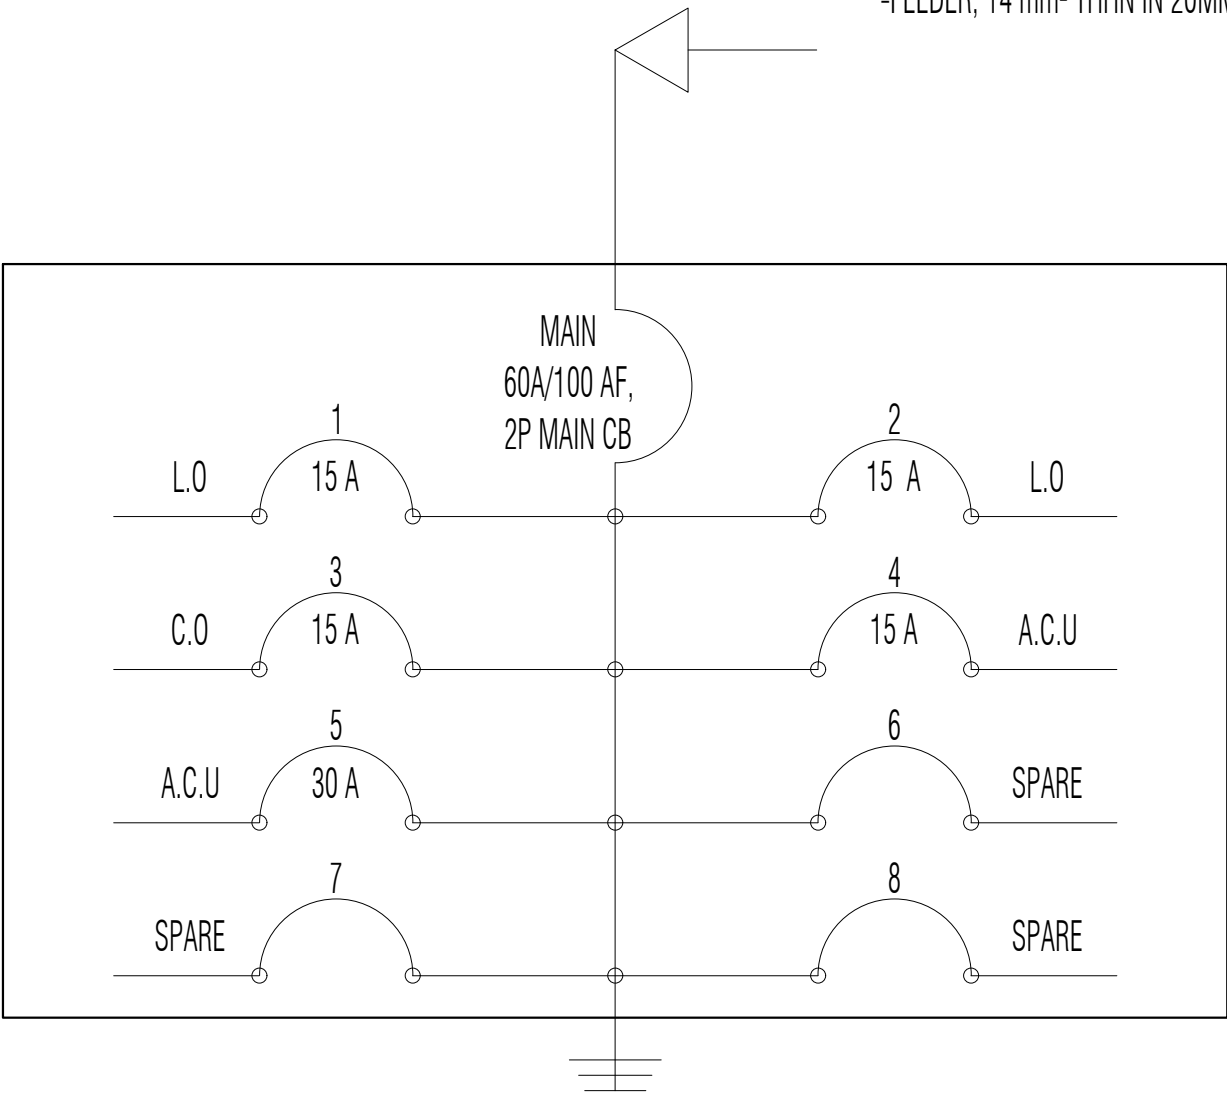 -FEEDER, 14 mm² THHN IN 20MM
MAIN
60A/100 AF,
2P MAIN CB
1
15 A
L.O
2
15 A
L.O
3
15 A
C.O
4
15 A
A.C.U
5
30 A
A.C.U
6
SPARE
7
SPARE
8
SPARE